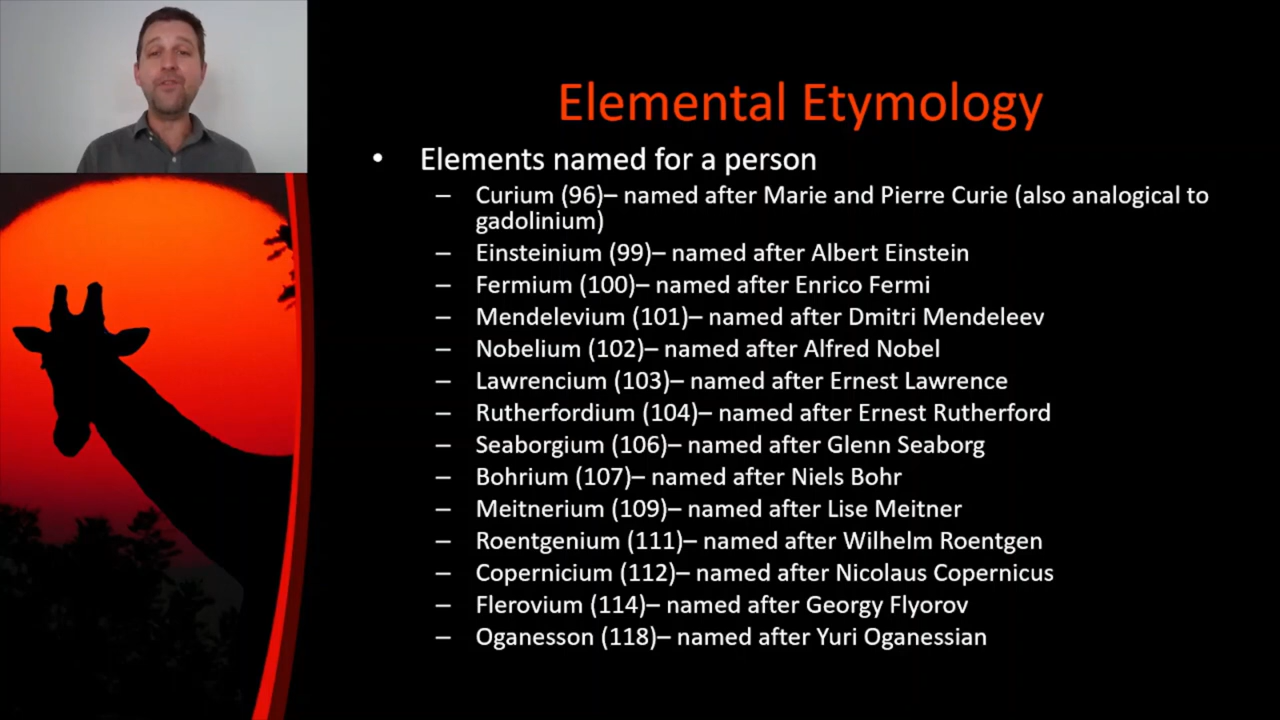 Elemental Etymology
• Elements named for a person
– Curium (96)– named after Marie and Pierre Curie (also analogical to
gadolinium)
– Einsteinium (99)– named after Albert Einstein
– Fermium (100)– named after Enrico Fermi
– Mendelevium (101)– named after Dmitri Mendeleev
– Nobelium (102)– named after Alfred Nobel
– Lawrencium (103)– named after Ernest Lawrence
– Rutherfordium (104)– named after Ernest Rutherford
– Seaborgium (106)– named after Glenn Seaborg
– Bohrium (107)– named after Niels Bohr
– Meitnerium (109)– named after Lise Meitner
– Roentgenium (111)– named after Wilhelm Roentgen
– Copernicium (112)– named after Nicolaus Copernicus
– Flerovium (114)– named after Georgy Flyorov
– Oganesson (118)– named after Yuri Oganessian